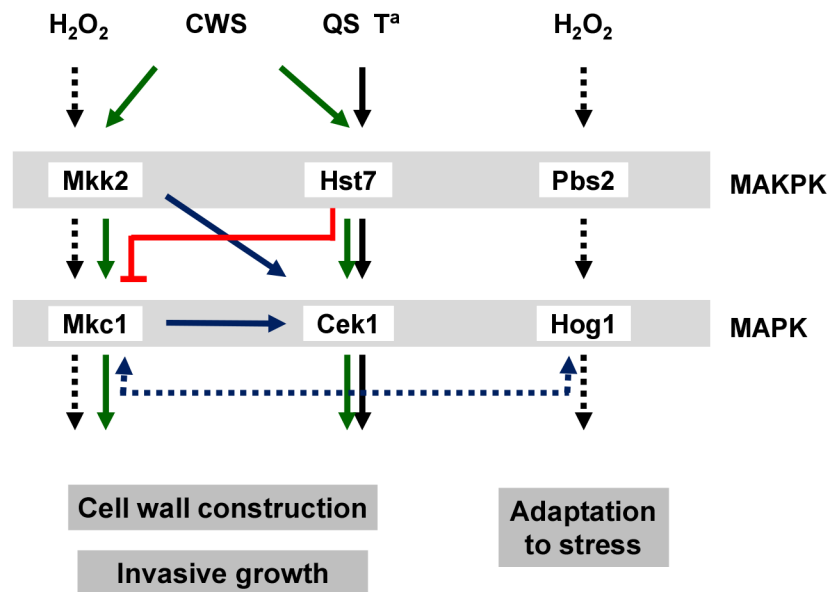 H₂O₂ CWS QS Tª H₂O₂
Mkk2 Hst7 Pbs2 MAKPK
Mkc1 Cek1 Hog1 MAPK
Cell wall construction
Adaptation
to stress
Invasive growth